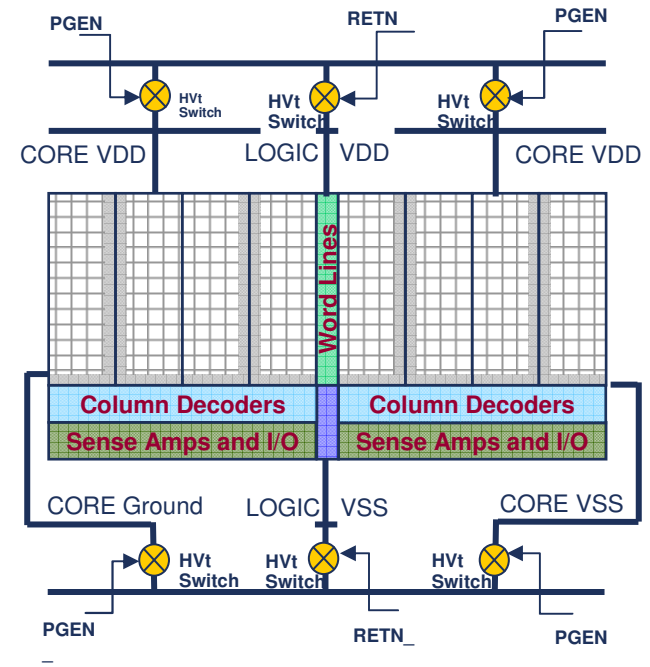 PGEN
RETN
PGEN
HVt
Switch
HVt
Switch
HVt
Switch
CORE VDD
LOGIC VDD
CORE VDD
Word Lines
Column Decoders
Column Decoders
Sense Amps and I/O
Sense Amps and I/O
CORE Ground
LOGIC VSS
CORE VSS
HVt
Switch
HVt
Switch
HVt
Switch
PGEN
_
RETN_
PGEN